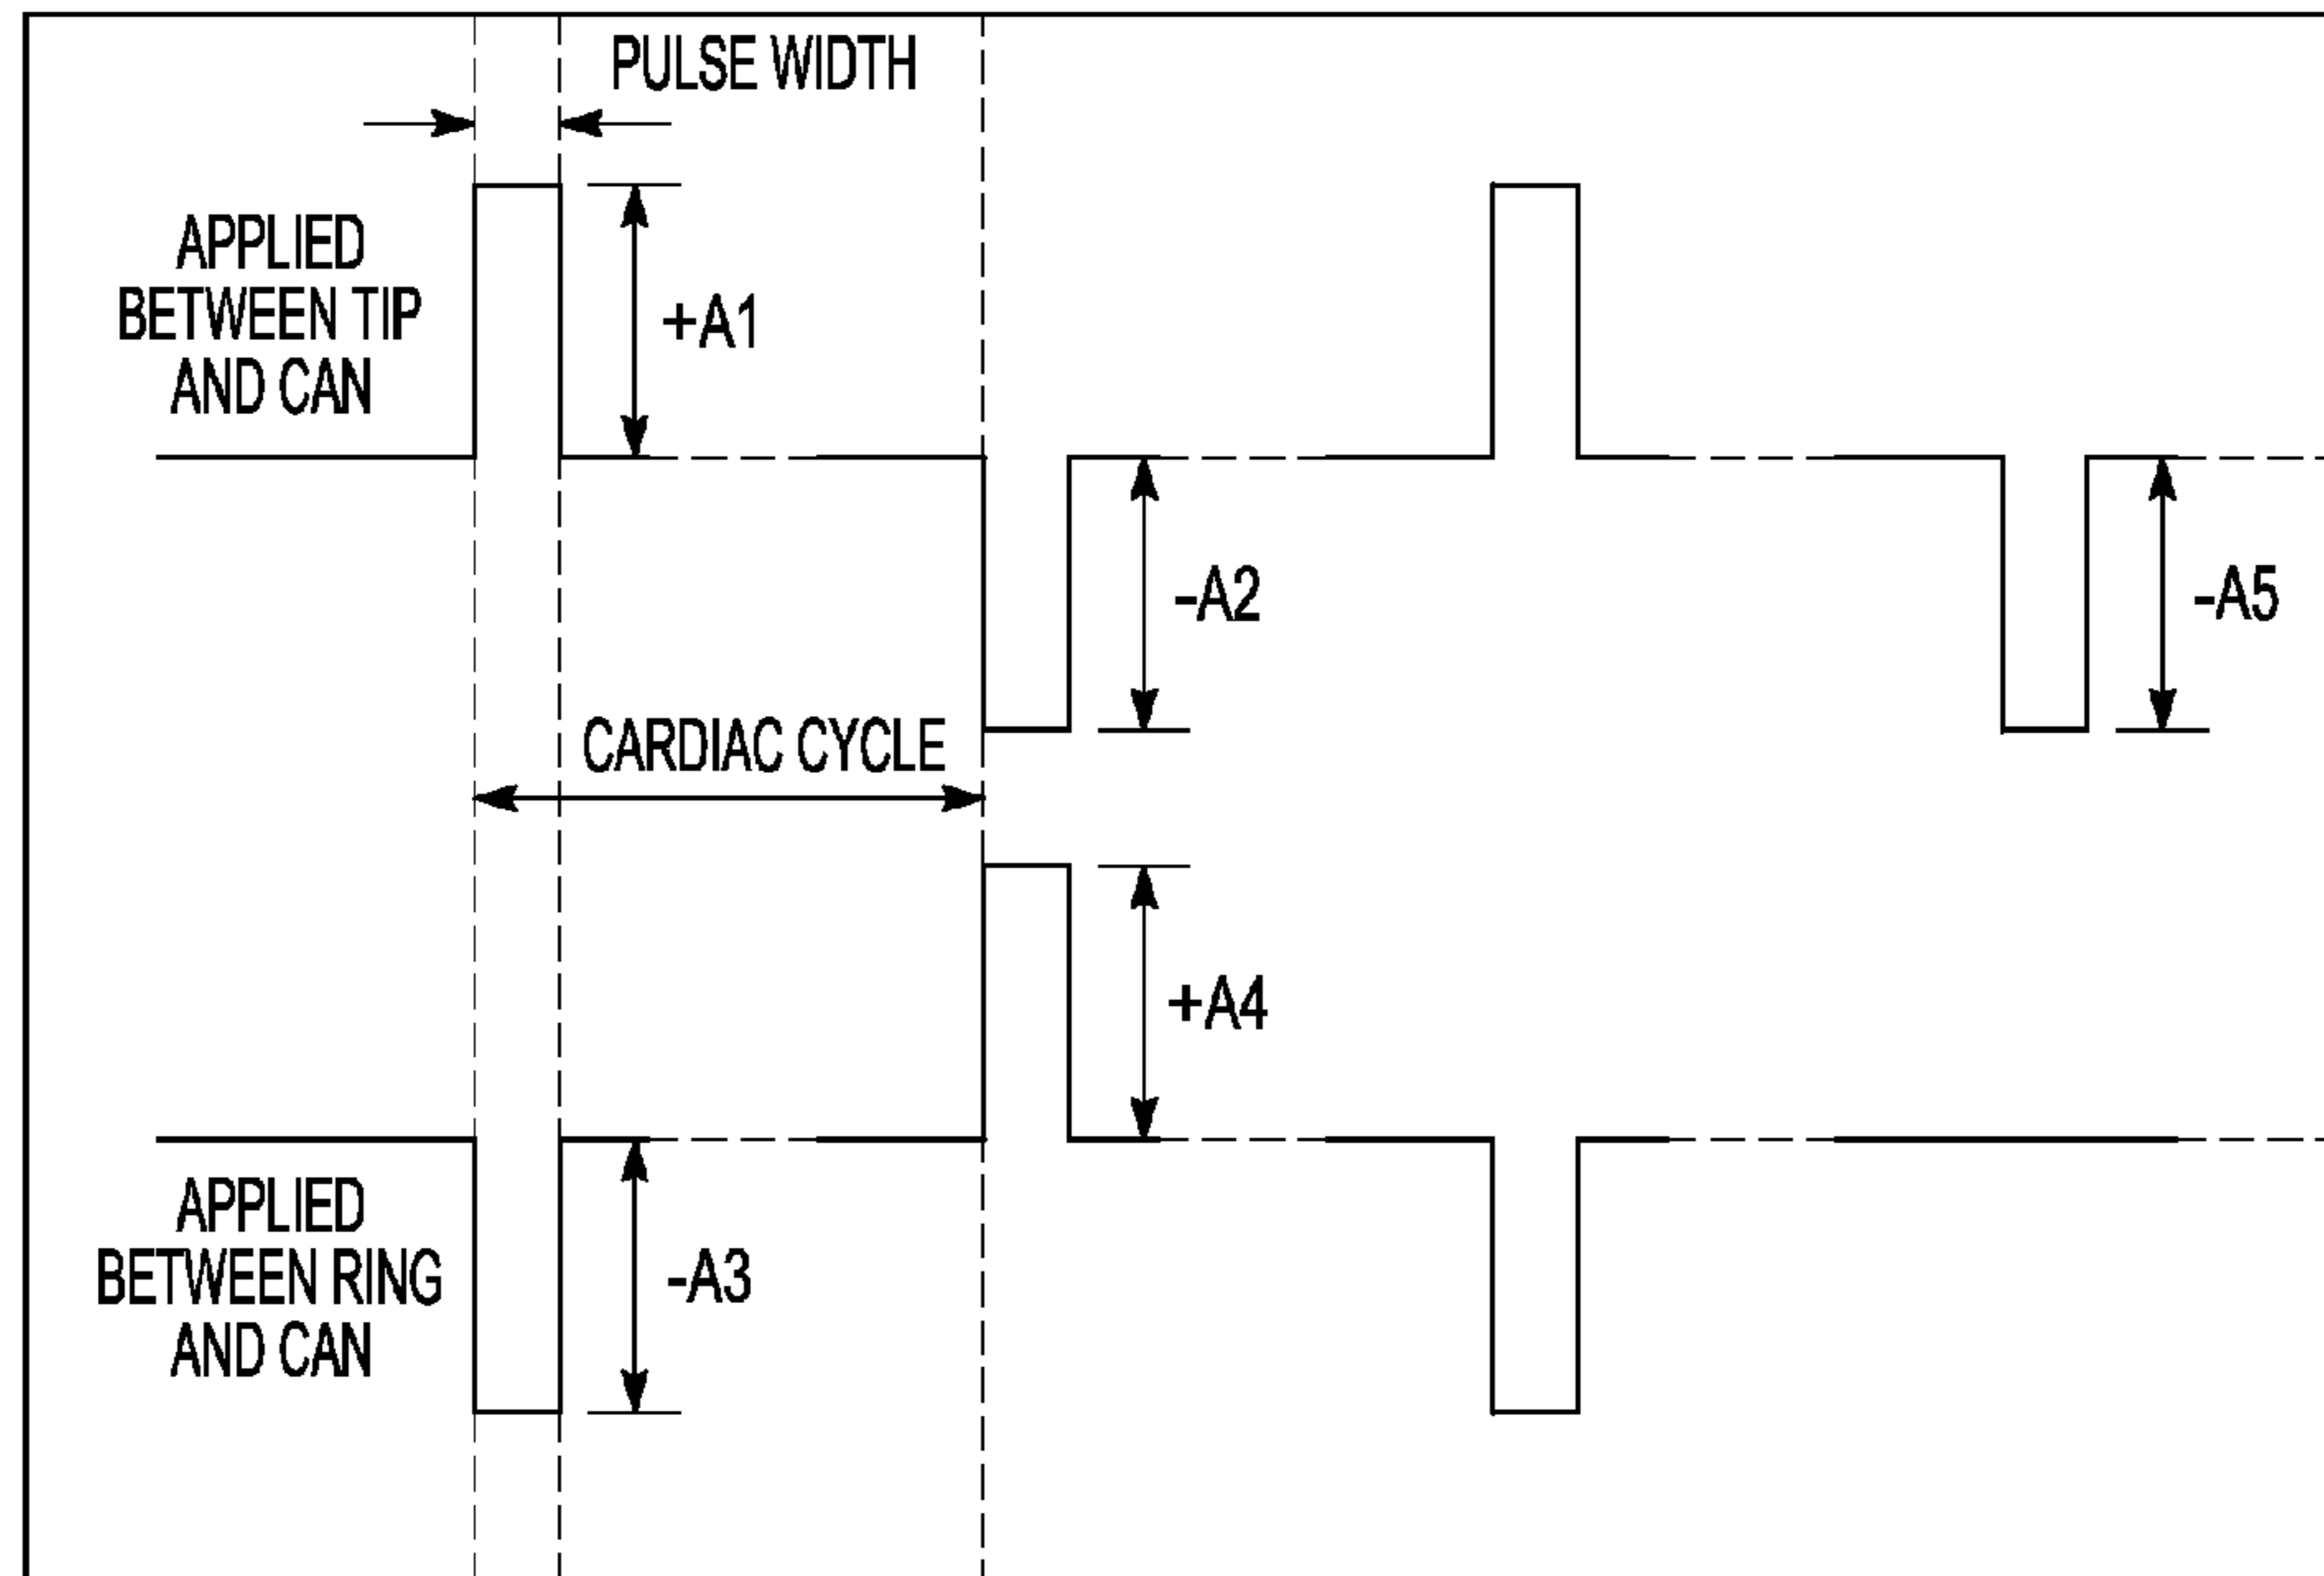 PULSE WIDTH
APPLIED
BETWEEN TIP
AND CAN
+A1
-A2
-A5
CARDIAC CYCLE
+A4
APPLIED
BETWEEN RING
AND CAN
-A3